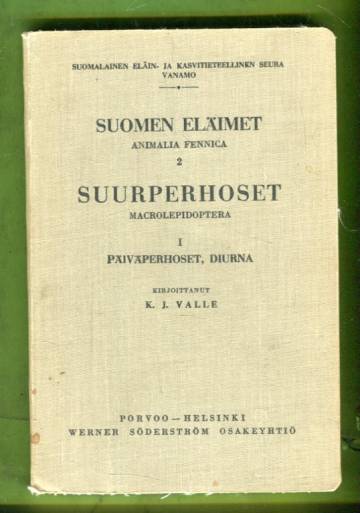 SUOMALAINEN ELÄIN- JA KASVITIETEELLINEN SEURA
VANAMO
SUOMEN ELÄIMET
ANIMALIA FENNICA
2
SUURPERHOSET
MACROLEPIDOPTERA
I
PÄIVÄPERHOSET, DIURNA
KIRJOITTANUT
K. J. VALLE
PORVOO — HELSINKI
WERNER SÖDERSTRÖM OSAKEYHTIÖ